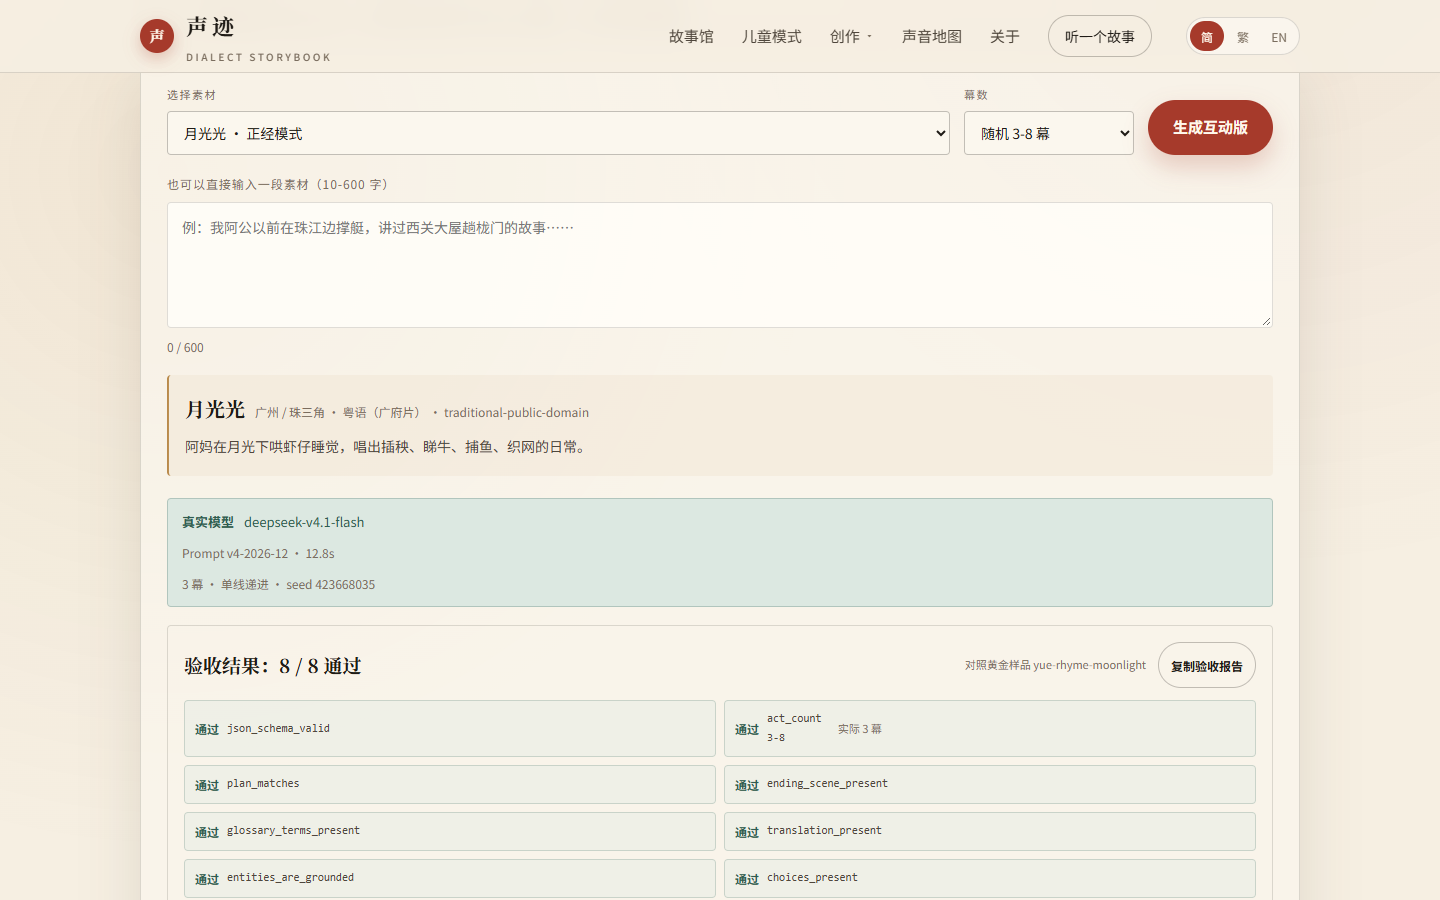 声
声迹
DIALECT STORYBOOK
故事馆 儿童模式 创作 声音地图 关于 听一个故事 简 繁 EN
选择素材 幕数
月光光 · 正经模式 随机 3-8 幕 生成互动版
也可以直接输入一段素材（10-600 字）
例：我阿公以前在珠江边撑艇，讲过西关大屋趟栊门的故事……
0 / 600
月光光 广州 / 珠三角 · 粤语（广府片） · traditional-public-domain
阿妈在月光下哄虾仔睡觉，唱出插秧、睇牛、捕鱼、织网的日常。
真实模型 deepseek-v4.1-flash
Prompt v4-2026-12 · 12.8s
3 幕 · 单线递进 · seed 423668035
验收结果：8 / 8 通过 对照黄金样品 yue-rhyme-moonlight 复制验收报告
通过 json_schema_valid
通过 act_count 3-8 实际 3 幕
通过 plan_matches
通过 ending_scene_present
通过 glossary_terms_present
通过 translation_present
通过 entities_are_grounded
通过 choices_present